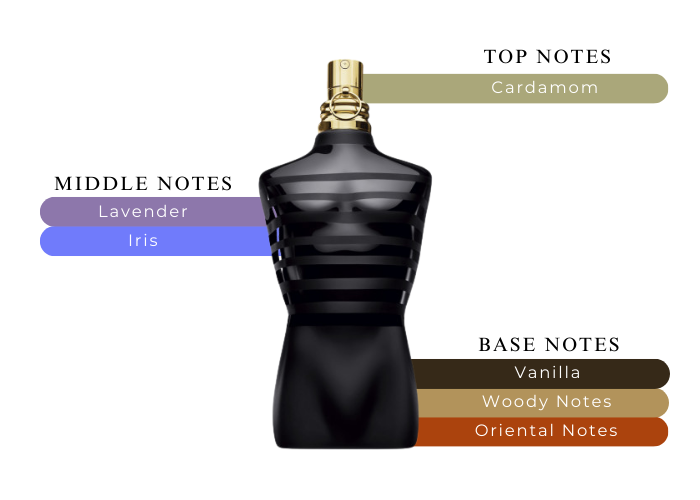 TOP NOTES
Cardamom
MIDDLE NOTES
Lavender
Iris
BASE NOTES
Vanilla
Woody Notes
Oriental Notes